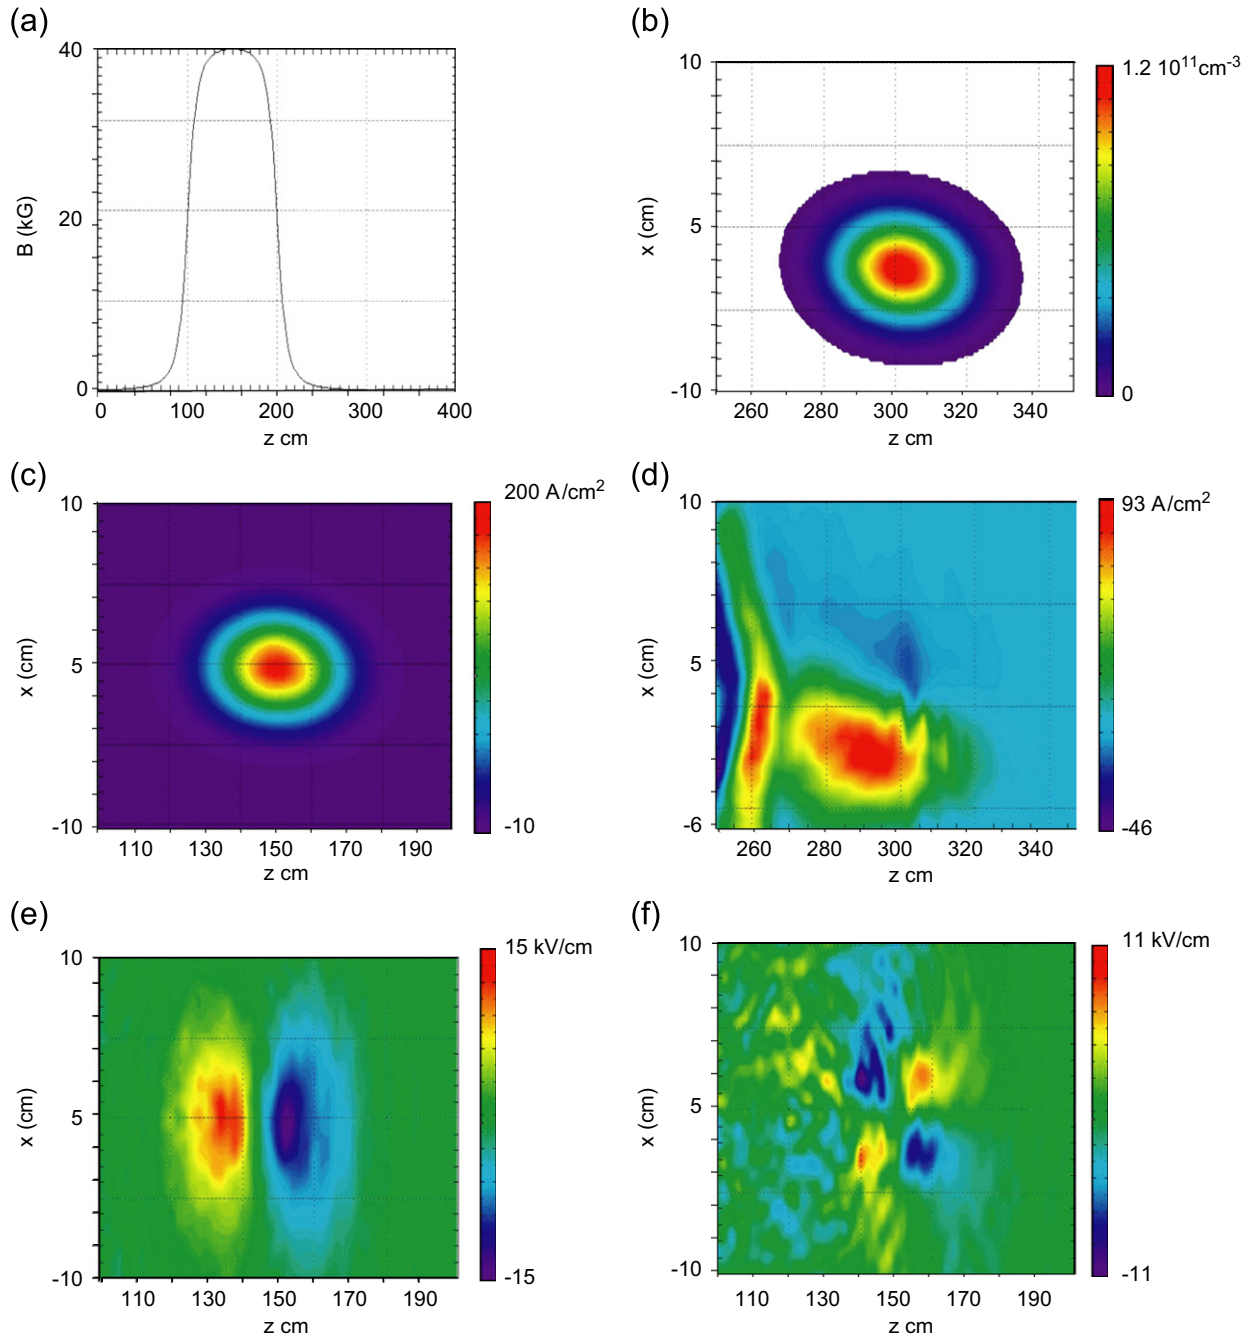 (a)
40
20
0
B (kG)
0 100 200 300 400
z cm
(b)
10
5
-10
x (cm)
260 280 300 320 340
z cm
1.2 10¹¹cm⁻³
0
(c)
10
5
-10
x (cm)
110 130 150 170 190
z cm
200 A/cm²
-10
(d)
10
5
-6
x (cm)
260 280 300 320 340
z cm
93 A/cm²
-46
(e)
10
5
-10
x (cm)
110 130 150 170 190
z cm
15 kV/cm
-15
(f)
10
5
-10
x (cm)
110 130 150 170 190
z cm
11 kV/cm
-11